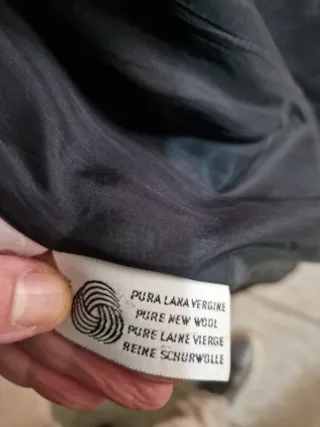 PURA LANA VERGINE
PURE NEW WOOL
PURE LAINE VIERGE
REINE SCHURWOLLE